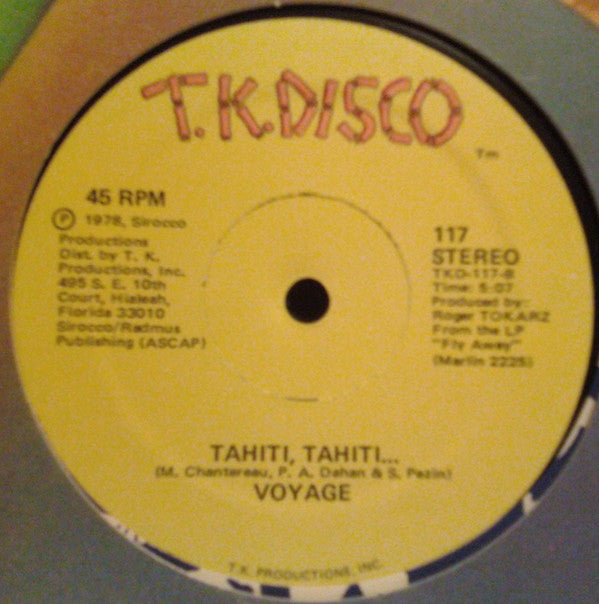 T.K. DISCO
TM
45 RPM
Ⓟ 1978, Sirocco
Productions
Dist. by T. K.
Productions, Inc.
495 S. E. 10th
Court, Hialeah,
Florida 33010
Sirocco/Radmus
Publishing (ASCAP)
117
STEREO
TKD-117-B
Time: 5:07
Produced by:
Roger TOKARZ
From the LP
"Fly Away"
(Marlin 2225)
TAHITI, TAHITI...
(M. Chantereau, P. A. Dahan & S. Pezin)
VOYAGE
T.K. PRODUCTIONS, INC.